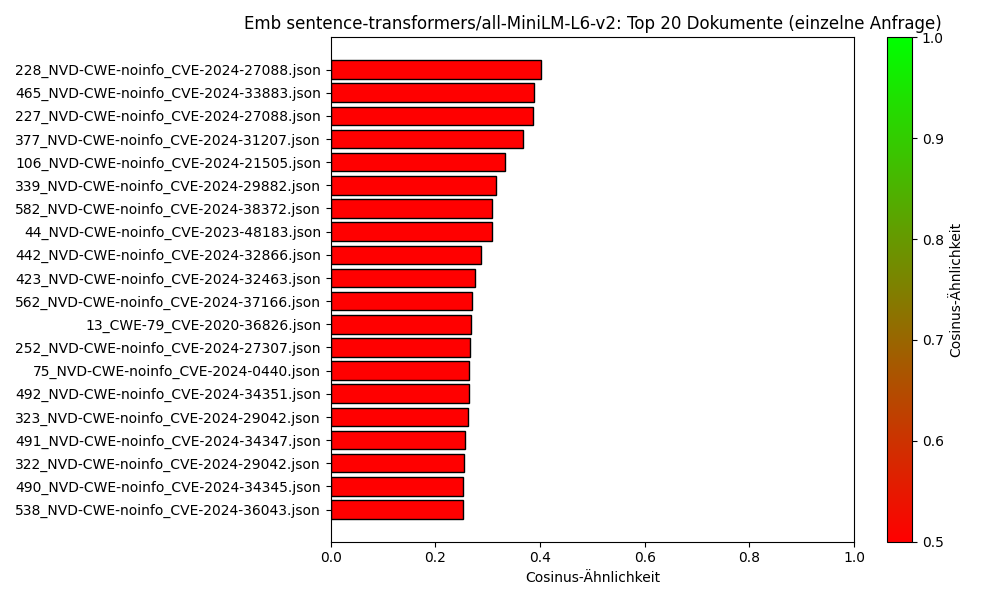 Emb sentence-transformers/all-MiniLM-L6-v2: Top 20 Dokumente (einzelne Anfrage)
228_NVD-CWE-noinfo_CVE-2024-27088.json
465_NVD-CWE-noinfo_CVE-2024-33883.json
227_NVD-CWE-noinfo_CVE-2024-27088.json
377_NVD-CWE-noinfo_CVE-2024-31207.json
106_NVD-CWE-noinfo_CVE-2024-21505.json
339_NVD-CWE-noinfo_CVE-2024-29882.json
582_NVD-CWE-noinfo_CVE-2024-38372.json
44_NVD-CWE-noinfo_CVE-2023-48183.json
442_NVD-CWE-noinfo_CVE-2024-32866.json
423_NVD-CWE-noinfo_CVE-2024-32463.json
562_NVD-CWE-noinfo_CVE-2024-37166.json
13_CWE-79_CVE-2020-36826.json
252_NVD-CWE-noinfo_CVE-2024-27307.json
75_NVD-CWE-noinfo_CVE-2024-0440.json
492_NVD-CWE-noinfo_CVE-2024-34351.json
323_NVD-CWE-noinfo_CVE-2024-29042.json
491_NVD-CWE-noinfo_CVE-2024-34347.json
322_NVD-CWE-noinfo_CVE-2024-29042.json
490_NVD-CWE-noinfo_CVE-2024-34345.json
538_NVD-CWE-noinfo_CVE-2024-36043.json
0.0 0.2 0.4 0.6 0.8 1.0
Cosinus-Ähnlichkeit
1.0
0.9
0.8
0.7
0.6
0.5
Cosinus-Ähnlichkeit